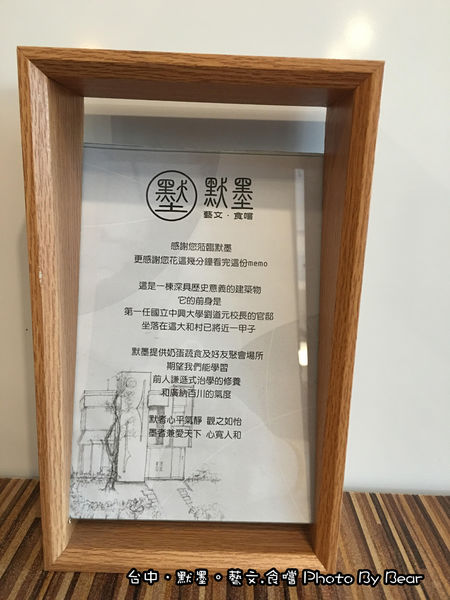 默墨
藝文．食嚐
感謝您蒞臨默墨
更感謝您花這幾分鐘看完這份memo
這是一棟深具歷史意義的建築物
它的前身是
第一任國立中興大學劉道元校長的官邸
坐落在這大和村已將近一甲子
默墨提供奶蛋蔬食及好友聚會場所
期望我們能學習
前人謙遜式治學的修養
和廣納百川的氣度
默者心平氣靜 觀之如怡
墨者兼愛天下 心寬人和
台中‧默墨。藝文.食嚐 Photo By Bear